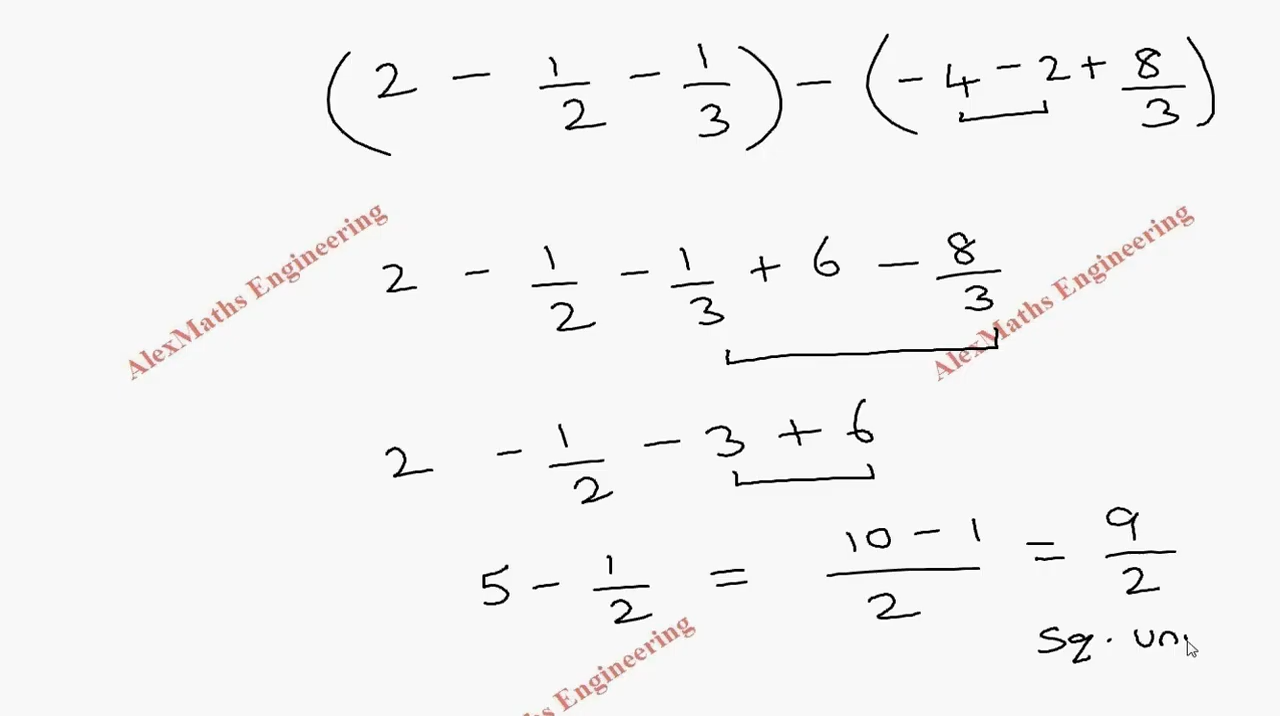 (2 - 1/2 - 1/3) - (-4 - 2 + 8/3)
AlexMaths Engineering
AlexMaths Engineering
2 - 1/2 - 1/3 + 6 - 8/3
2 - 1/2 - 3 + 6
5 - 1/2 = (10 - 1)/2 = 9/2
Sq. un
Engineering